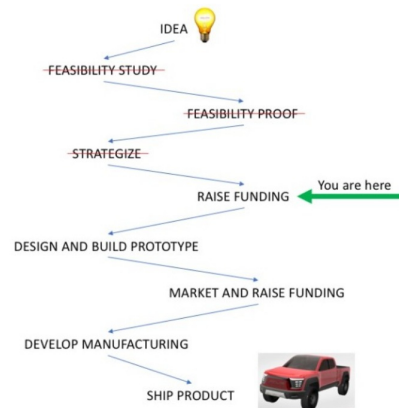 IDEA
FEASIBILITY STUDY
FEASIBILITY PROOF
STRATEGIZE
RAISE FUNDING
You are here
DESIGN AND BUILD PROTOTYPE
MARKET AND RAISE FUNDING
DEVELOP MANUFACTURING
SHIP PRODUCT